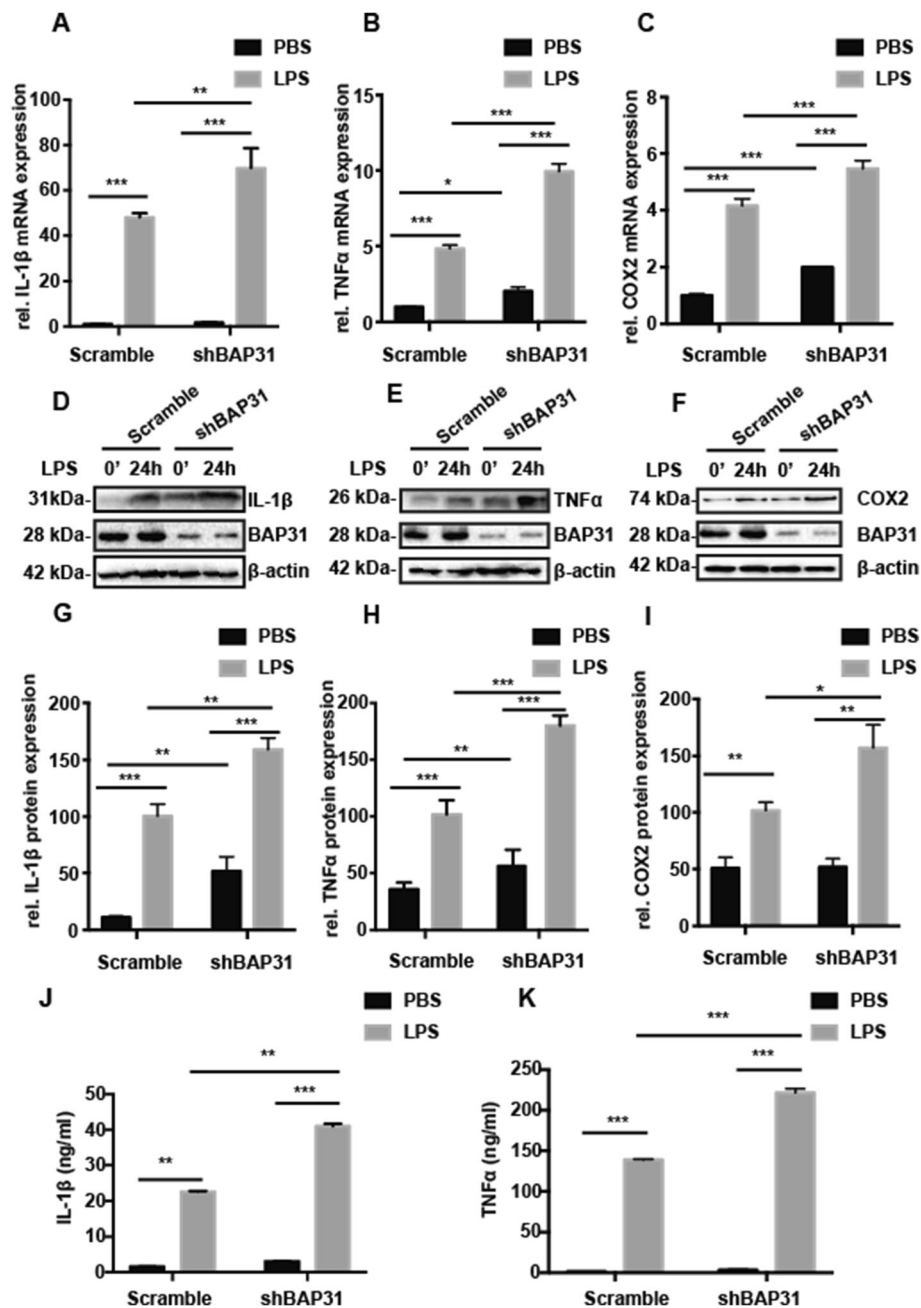 A
PBS
LPS
rel. IL-1β mRNA expression
100
80
60
40
20
0
**
***
***
Scramble
shBAP31
B
PBS
LPS
rel. TNFα mRNA expression
15
10
5
0
***
***
*
***
Scramble
shBAP31
C
PBS
LPS
rel. COX2 mRNA expression
8
6
4
2
0
***
***
***
***
Scramble
shBAP31
D
Scramble
shBAP31
LPS 0' 24h 0' 24h
31kDa- IL-1β
28 kDa- BAP31
42 kDa- β-actin
E
Scramble
shBAP31
LPS 0' 24h 0' 24h
26 kDa- TNFα
28 kDa- BAP31
42 kDa- β-actin
F
Scramble
shBAP31
LPS 0' 24h 0' 24h
74 kDa- COX2
28 kDa- BAP31
42 kDa- β-actin
G
PBS
LPS
rel. IL-1β protein expression
200
150
100
50
0
**
***
**
***
Scramble
shBAP31
H
PBS
LPS
rel. TNFα protein expression
200
150
100
50
0
***
***
**
***
Scramble
shBAP31
I
PBS
LPS
rel. COX2 protein expression
200
150
100
50
0
*
**
**
Scramble
shBAP31
J
PBS
LPS
IL-1β (ng/ml)
50
40
30
20
10
0
**
***
**
Scramble
shBAP31
K
PBS
LPS
TNFα (ng/ml)
250
200
150
100
50
0
***
***
***
Scramble
shBAP31